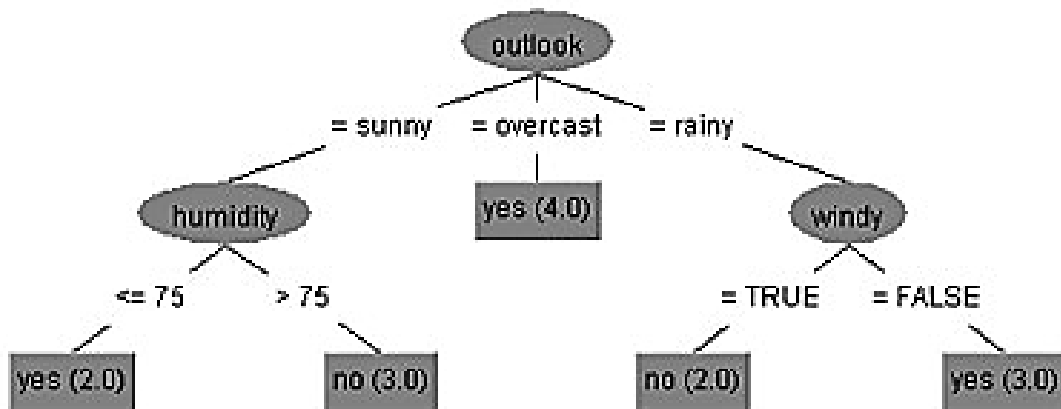 outlook
= sunny = overcast = rainy
humidity yes (4.0) windy
<= 75 > 75 = TRUE = FALSE
yes (2.0) no (3.0) no (2.0) yes (3.0)